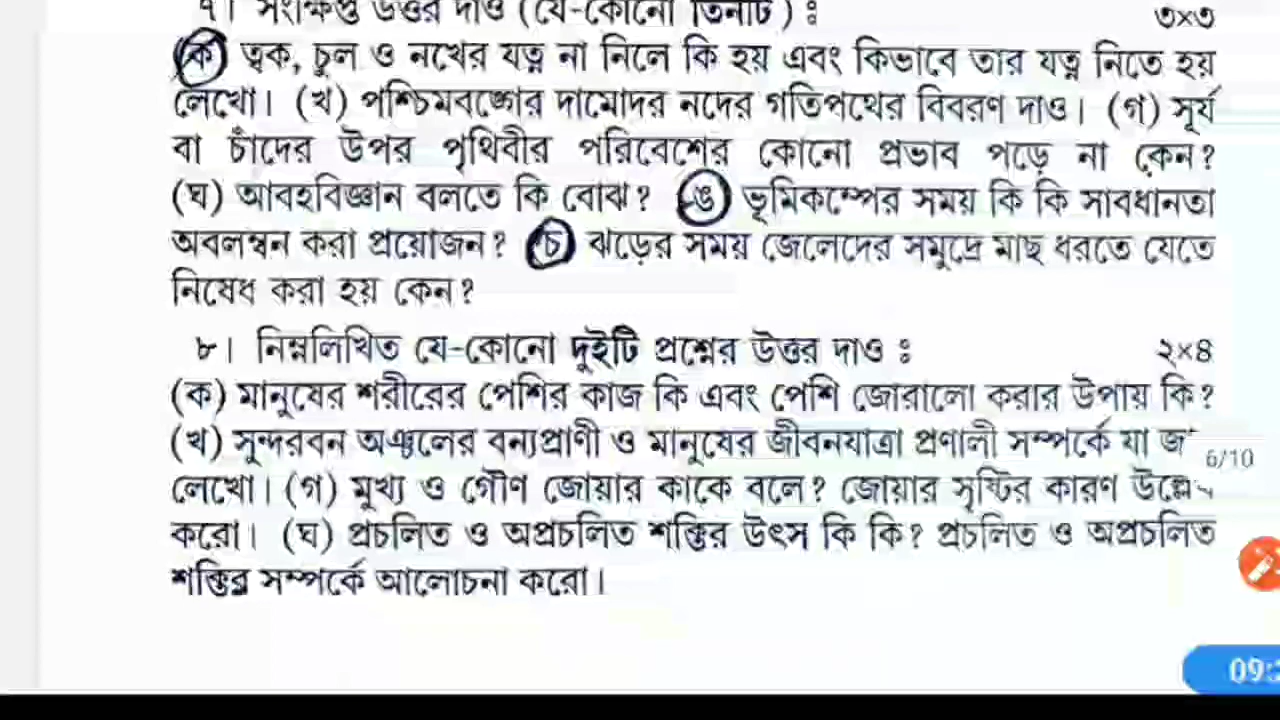 ৭। সংক্ষিপ্ত উত্তর দাও (যে-কোনো তিনটি) : ৩×৩
(ক) ত্বক, চুল ও নখের যত্ন না নিলে কি হয় এবং কিভাবে তার যত্ন নিতে হয়
লেখো। (খ) পশ্চিমবঙ্গের দামোদর নদের গতিপথের বিবরণ দাও। (গ) সূর্য
বা চাঁদের উপর পৃথিবীর পরিবেশের কোনো প্রভাব পড়ে না কেন?
(ঘ) আবহবিজ্ঞান বলতে কি বোঝ? (ঙ) ভূমিকম্পের সময় কি কি সাবধানতা
অবলম্বন করা প্রয়োজন? (চ) ঝড়ের সময় জেলেদের সমুদ্রে মাছ ধরতে যেতে
নিষেধ করা হয় কেন?
৮। নিম্নলিখিত যে-কোনো দুইটি প্রশ্নের উত্তর দাও : ২×৪
(ক) মানুষের শরীরের পেশির কাজ কি এবং পেশি জোরালো করার উপায় কি?
(খ) সুন্দরবন অঞ্চলের বন্যপ্রাণী ও মানুষের জীবনযাত্রা প্রণালী সম্পর্কে যা
6/10
লেখো। (গ) মুখ্য ও গৌণ জোয়ার কাকে বলে? জোয়ার সৃষ্টির কারণ
করো। (ঘ) প্রচলিত ও অপ্রচলিত শক্তির উৎস কি কি? প্রচলিত ও অপ্রচলিত
শক্তির সম্পর্কে আলোচনা করো।